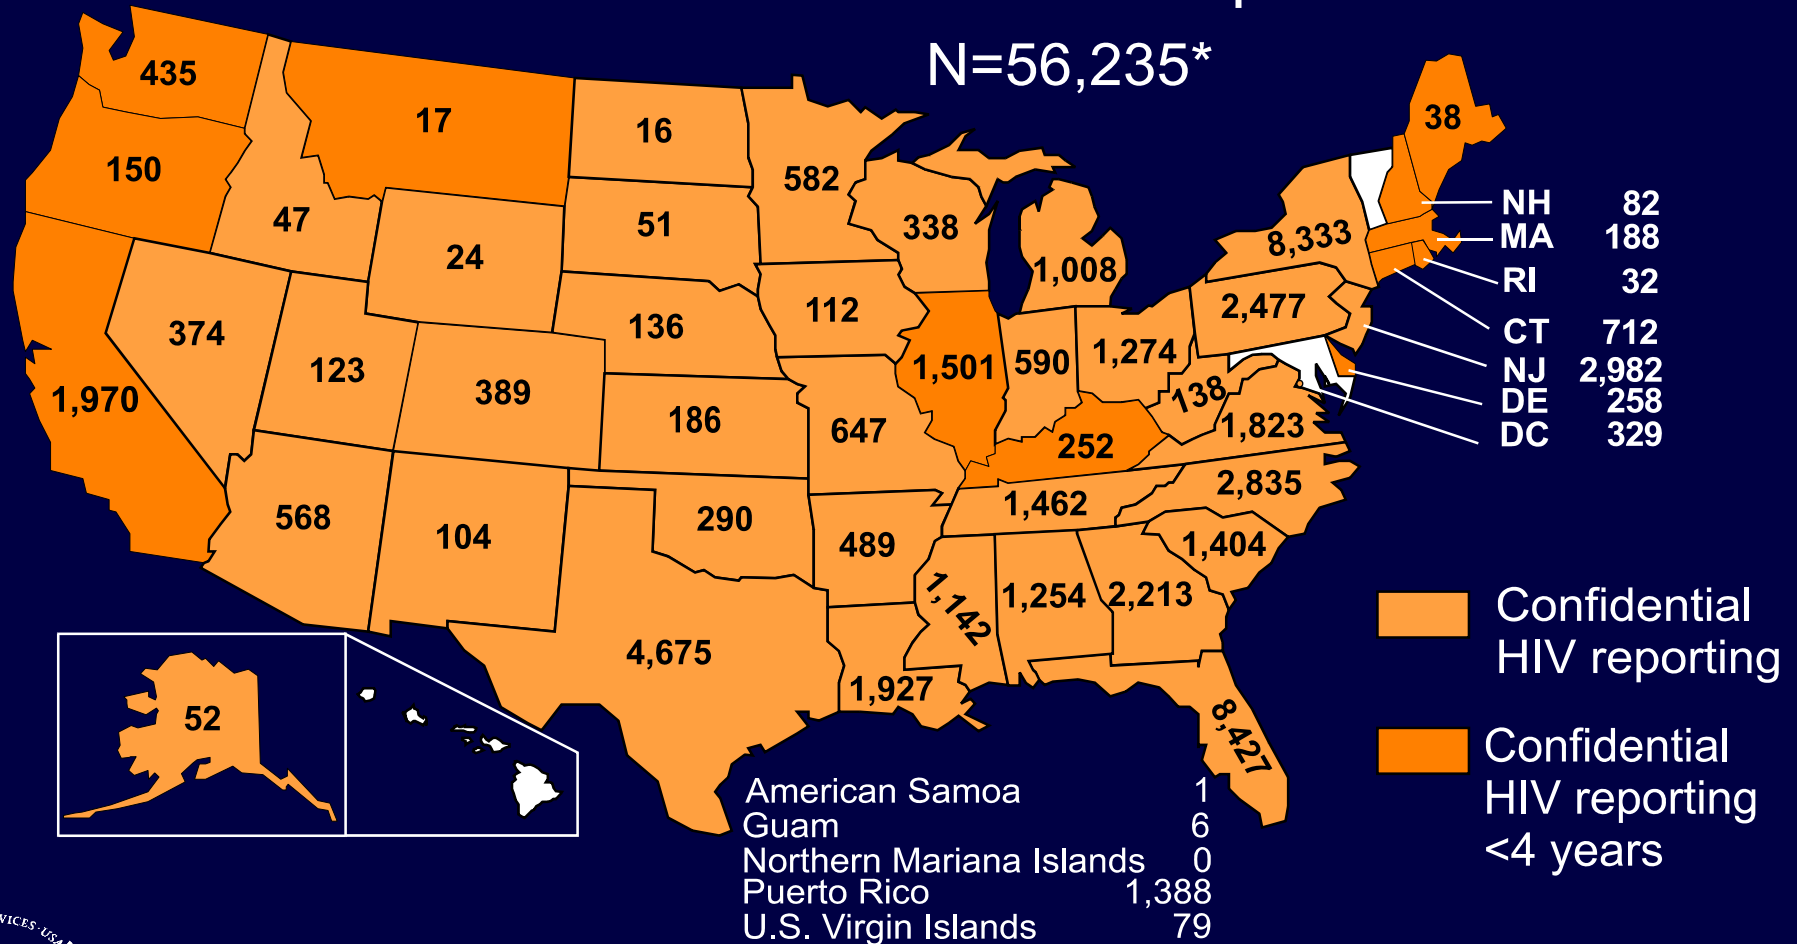 N=56,235*
435
17
16
38
150
582
47
51
338
8,333
NH 82
MA 188
RI 32
CT 712
NJ 2,982
DE 258
DC 329
24
1,008
374
136
112
2,477
123
389
1,501
590
1,274
1,970
186
647
138
252
1,823
568
104
290
489
1,462
2,835
1,404
1,142
1,254
2,213
4,675
1,927
8,427
52
Confidential
HIV reporting
Confidential
HIV reporting
<4 years
American Samoa 1
Guam 6
Northern Mariana Islands 0
Puerto Rico 1,388
U.S. Virgin Islands 79